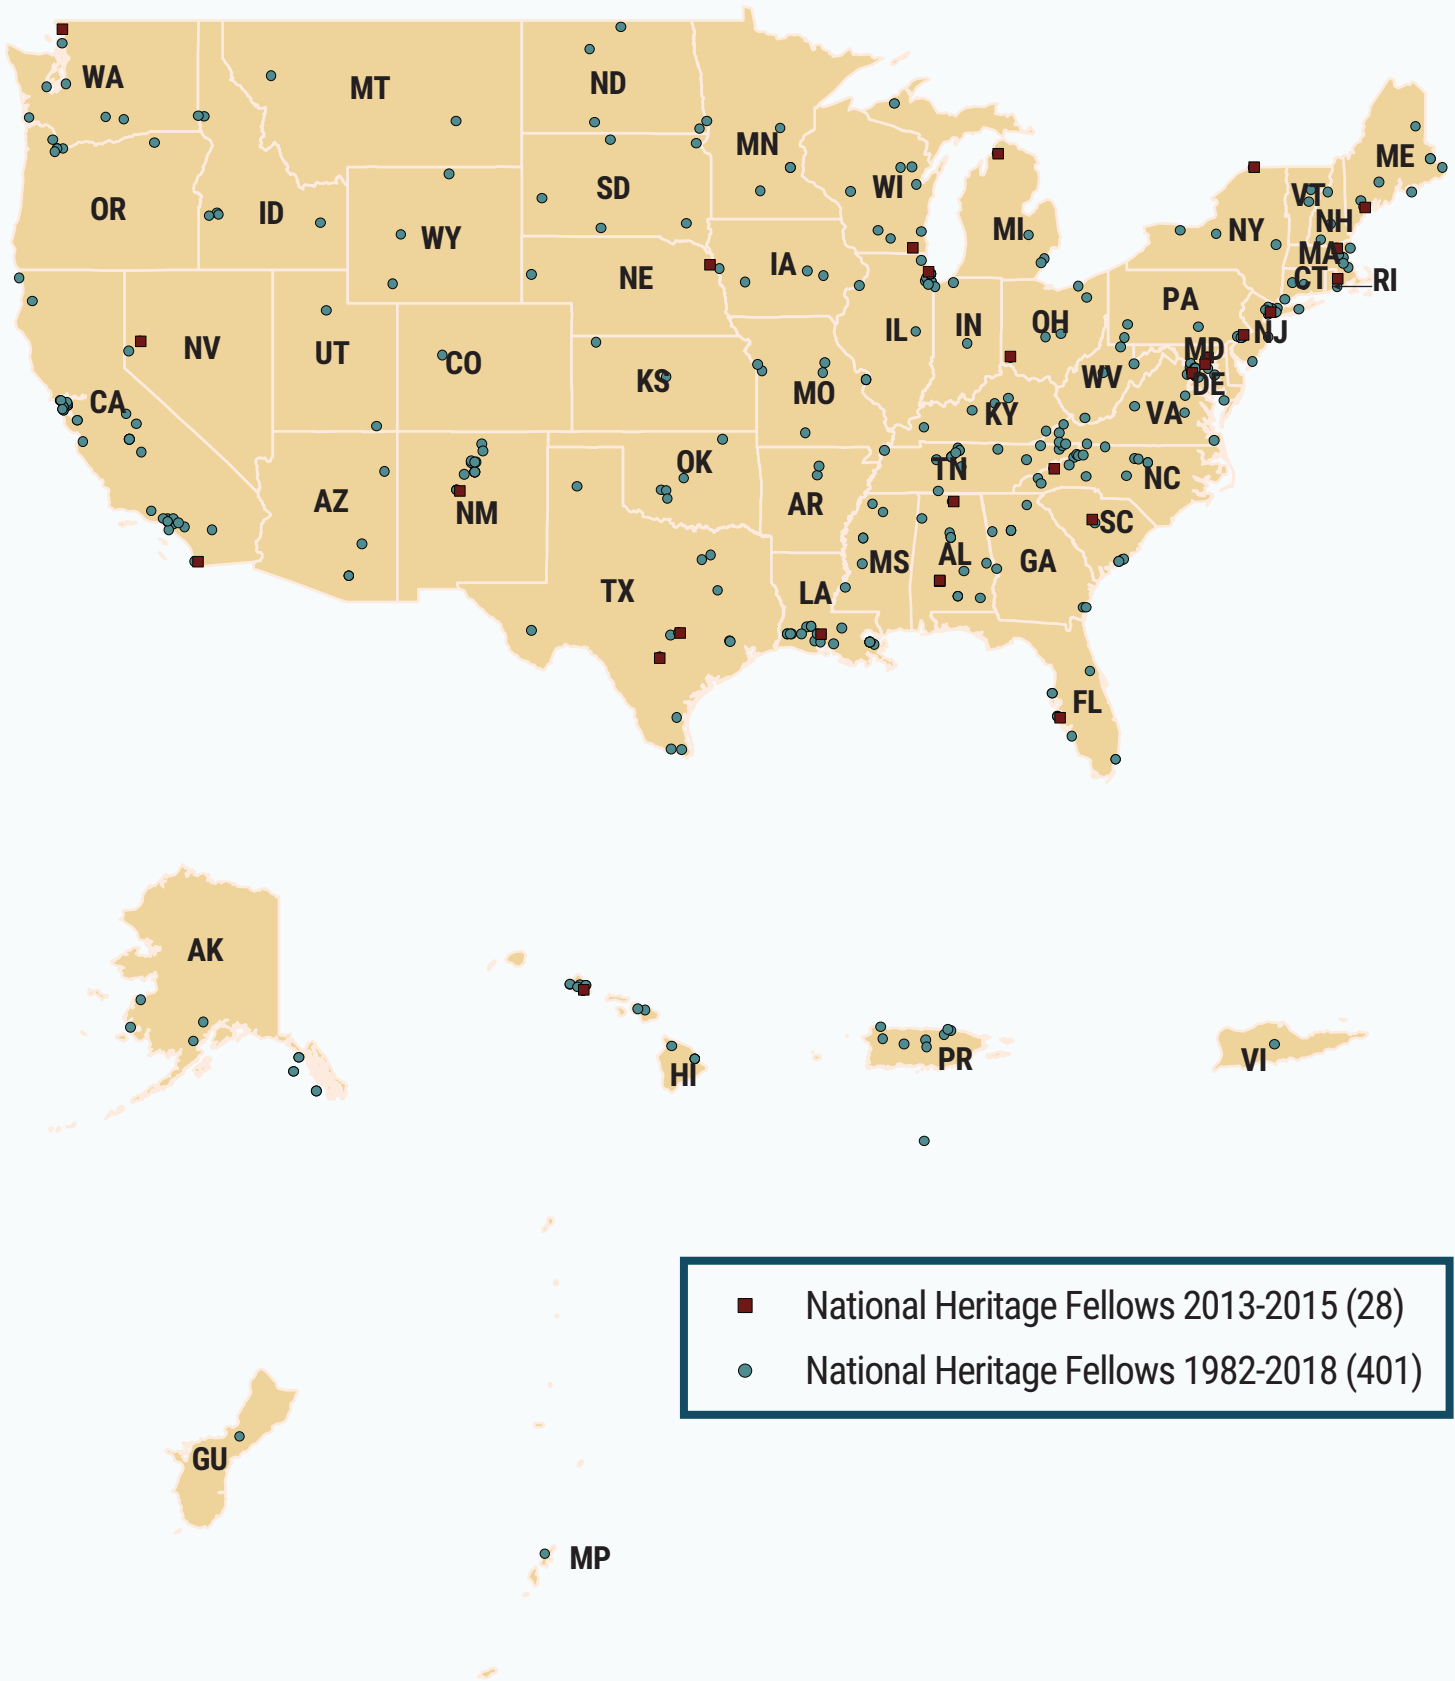 WA
MT
ND
MN
ME
OR
ID
SD
WI
VT
NH
WY
MI
NY
MA
NE
IA
CT
RI
PA
NV
UT
CO
IL
IN
OH
NJ
MD
KS
MO
WV
DE
CA
KY
VA
AZ
NM
OK
AR
TN
NC
SC
TX
LA
MS
AL
GA
FL
AK
HI
PR
VI
National Heritage Fellows 2013-2015 (28)
National Heritage Fellows 1982-2018 (401)
GU
MP